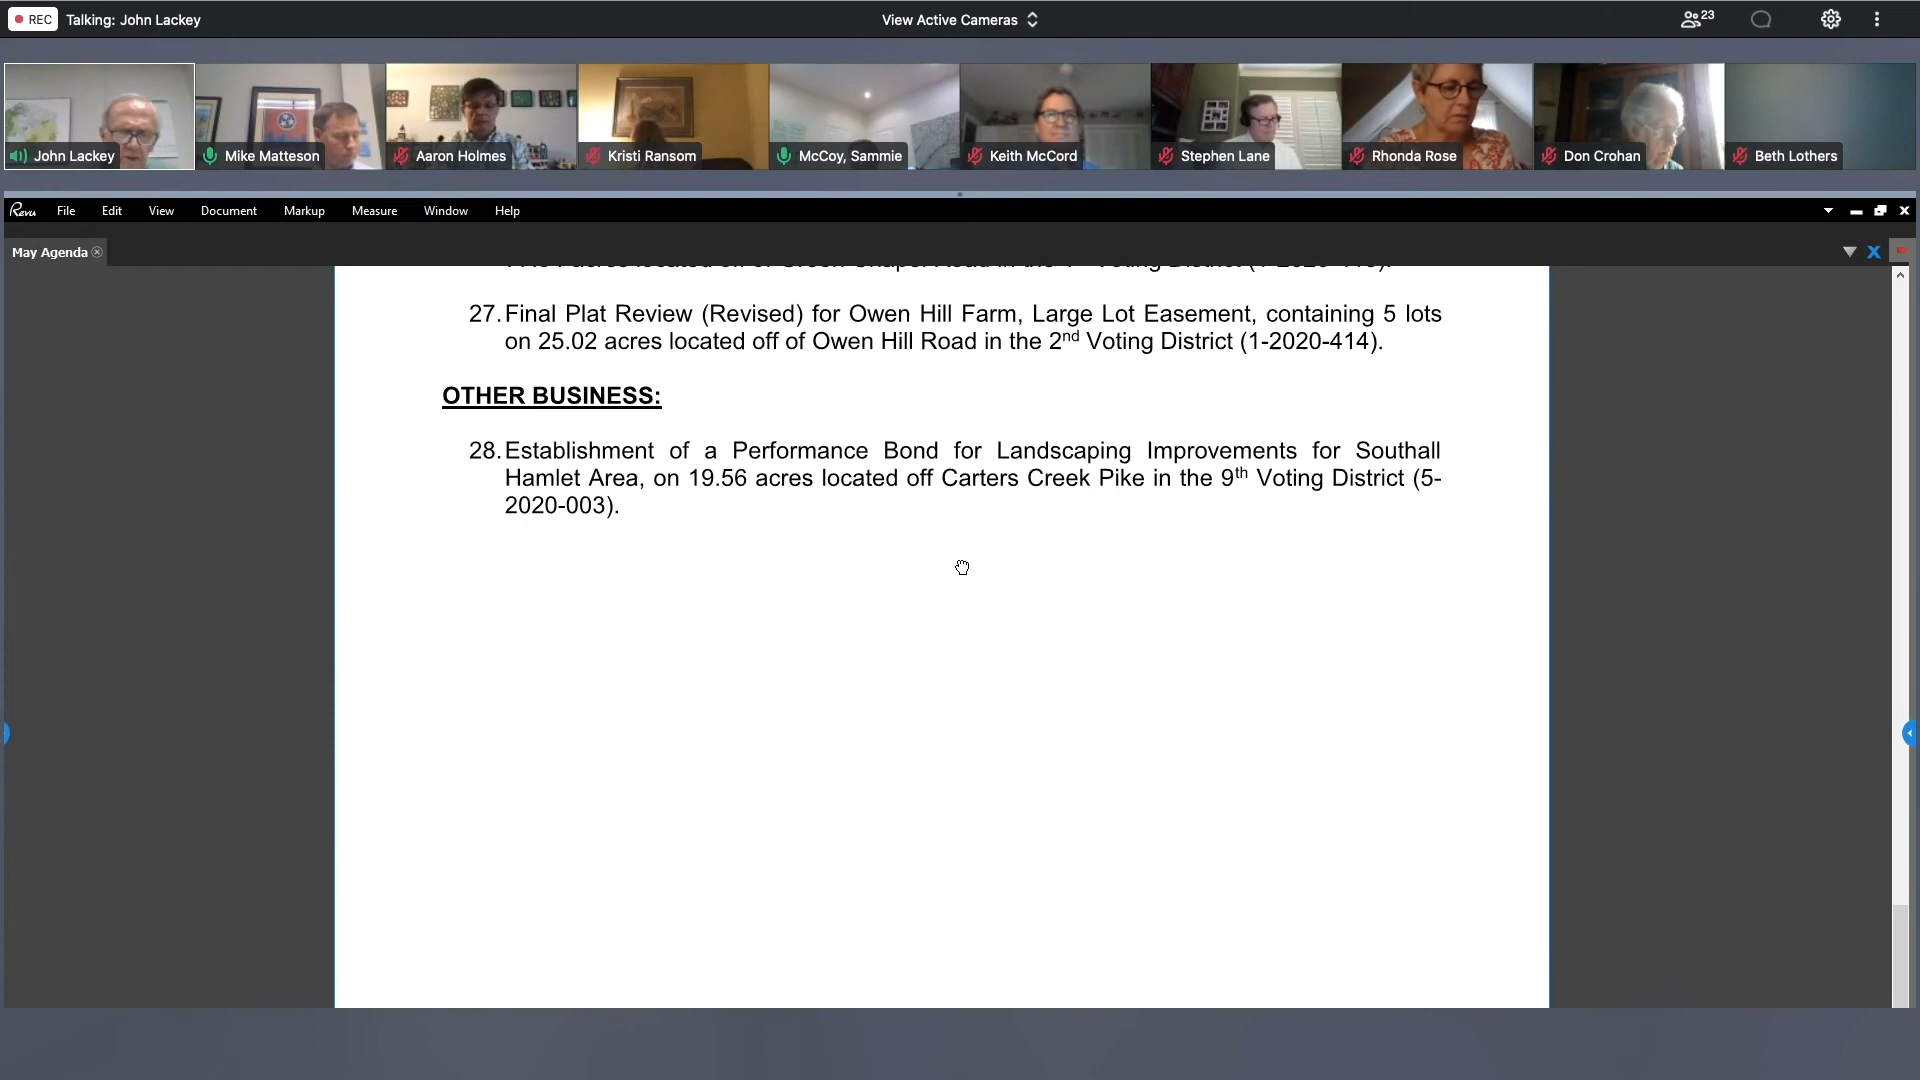 REC Talking: John Lackey
View Active Cameras
23
John Lackey
Mike Matteson
Aaron Holmes
Kristi Ransom
McCoy, Sammie
Keith McCord
Stephen Lane
Rhonda Rose
Don Crohan
Beth Lothers
Revu File Edit View Document Markup Measure Window Help
May Agenda
27. Final Plat Review (Revised) for Owen Hill Farm, Large Lot Easement, containing 5 lots
on 25.02 acres located off of Owen Hill Road in the 2nd Voting District (1-2020-414).
OTHER BUSINESS:
28. Establishment of a Performance Bond for Landscaping Improvements for Southall
Hamlet Area, on 19.56 acres located off Carters Creek Pike in the 9th Voting District (5-
2020-003).